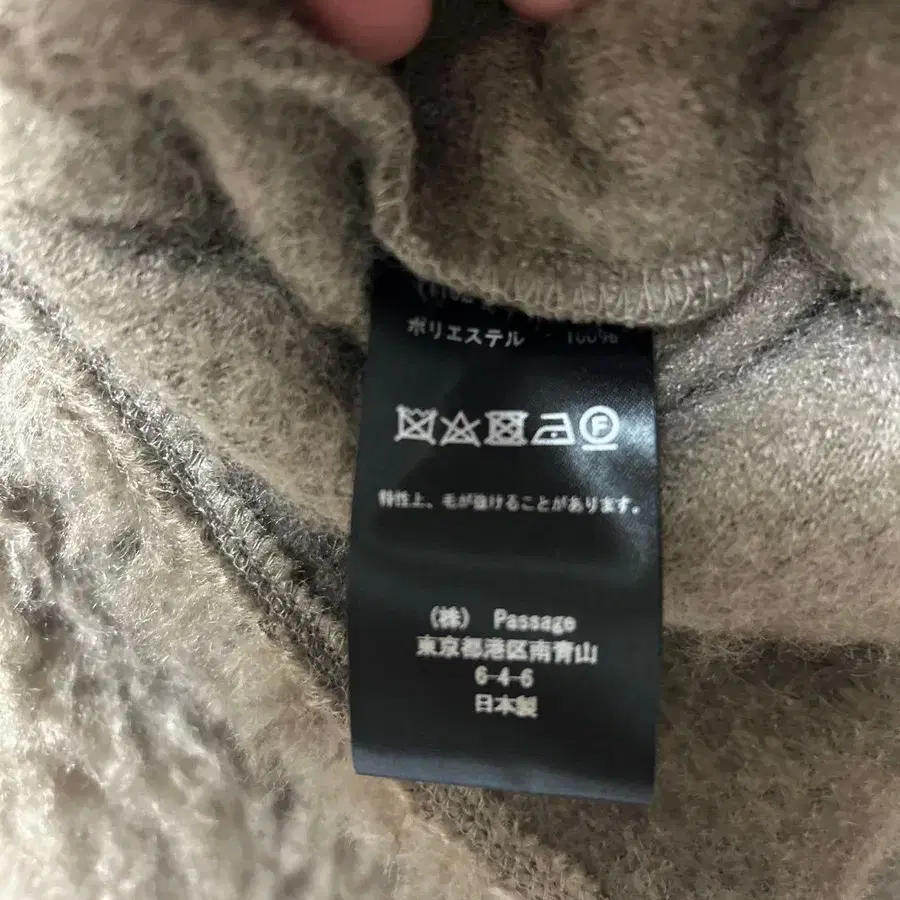 ポリエステル 100%
Ⓕ
特性上、毛が抜けることがあります。
(株) Passage
東京都港区南青山
6-4-6
日本製